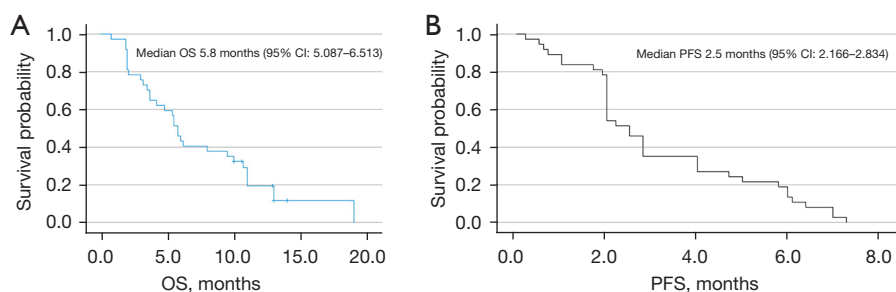 A
Median OS 5.8 months (95% CI: 5.087–6.513)
Survival probability
1.0
0.8
0.6
0.4
0.2
0.0
0.0 5.0 10.0 15.0 20.0
OS, months
B
Median PFS 2.5 months (95% CI: 2.166–2.834)
Survival probability
1.0
0.8
0.6
0.4
0.2
0.0
0.0 2.0 4.0 6.0 8.0
PFS, months